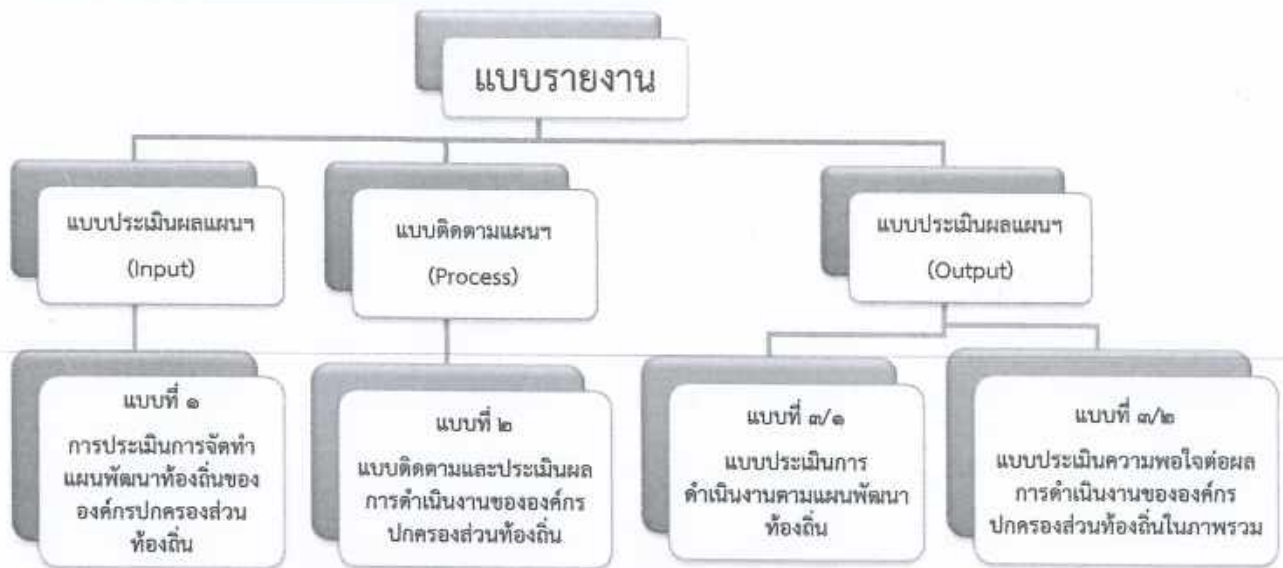 แบบรายงาน
แบบประเมินผลแผนฯ
(Input)
แบบติดตามแผนฯ
(Process)
แบบประเมินผลแผนฯ
(Output)
แบบที่ ๑
การประเมินการจัดทำ
แผนพัฒนาท้องถิ่นของ
องค์กรปกครองส่วน
ท้องถิ่น
แบบที่ ๒
แบบติดตามและประเมินผล
การดำเนินงานขององค์กร
ปกครองส่วนท้องถิ่น
แบบที่ ๓/๑
แบบประเมินการ
ดำเนินงานตามแผนพัฒนา
ท้องถิ่น
แบบที่ ๓/๒
แบบประเมินความพอใจต่อผล
การดำเนินงานขององค์กร
ปกครองส่วนท้องถิ่นในภาพรวม